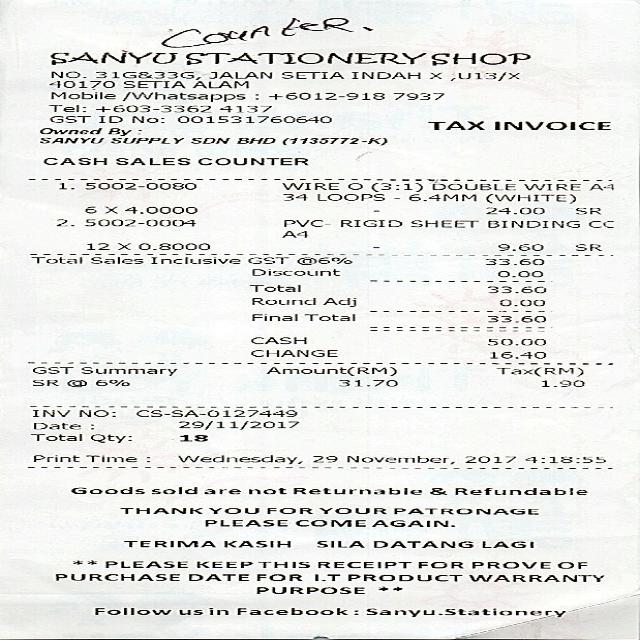 Counter.
SANYU STATIONERY SHOP
NO. 31G&33G, JALAN SETIA INDAH X ,U13/X
40170 SETIA ALAM
Mobile /Whatsapps : +6012-918 7937
Tel: +603-3362 4137
GST ID No: 001531760640
TAX INVOICE
Owned By :
SANYU SUPPLY SDN BHD (1135772-K)
CASH SALES COUNTER
1. 5002-0080 WIRE O (3:1) DOUBLE WIRE A4
34 LOOPS - 6.4MM (WHITE)
6 X 4.0000 - 24.00 SR
2. 5002-0004 PVC- RIGID SHEET BINDING CC
A4
12 X 0.8000 - 9.60 SR
Total Sales Inclusive GST @6% 33.60
Discount 0.00
Total 33.60
Round Adj 0.00
Final Total 33.60
CASH 50.00
CHANGE 16.40
GST Summary Amount(RM) Tax(RM)
SR @ 6% 31.70 1.90
INV NO: CS-SA-0127449
Date : 29/11/2017
Total Qty: 18
Print Time : Wednesday, 29 November, 2017 4:18:55
Goods sold are not Returnable & Refundable
THANK YOU FOR YOUR PATRONAGE
PLEASE COME AGAIN.
TERIMA KASIH SILA DATANG LAGI
** PLEASE KEEP THIS RECEIPT FOR PROVE OF
PURCHASE DATE FOR I.T PRODUCT WARRANTY
PURPOSE **
Follow us in Facebook : Sanyu.Stationery